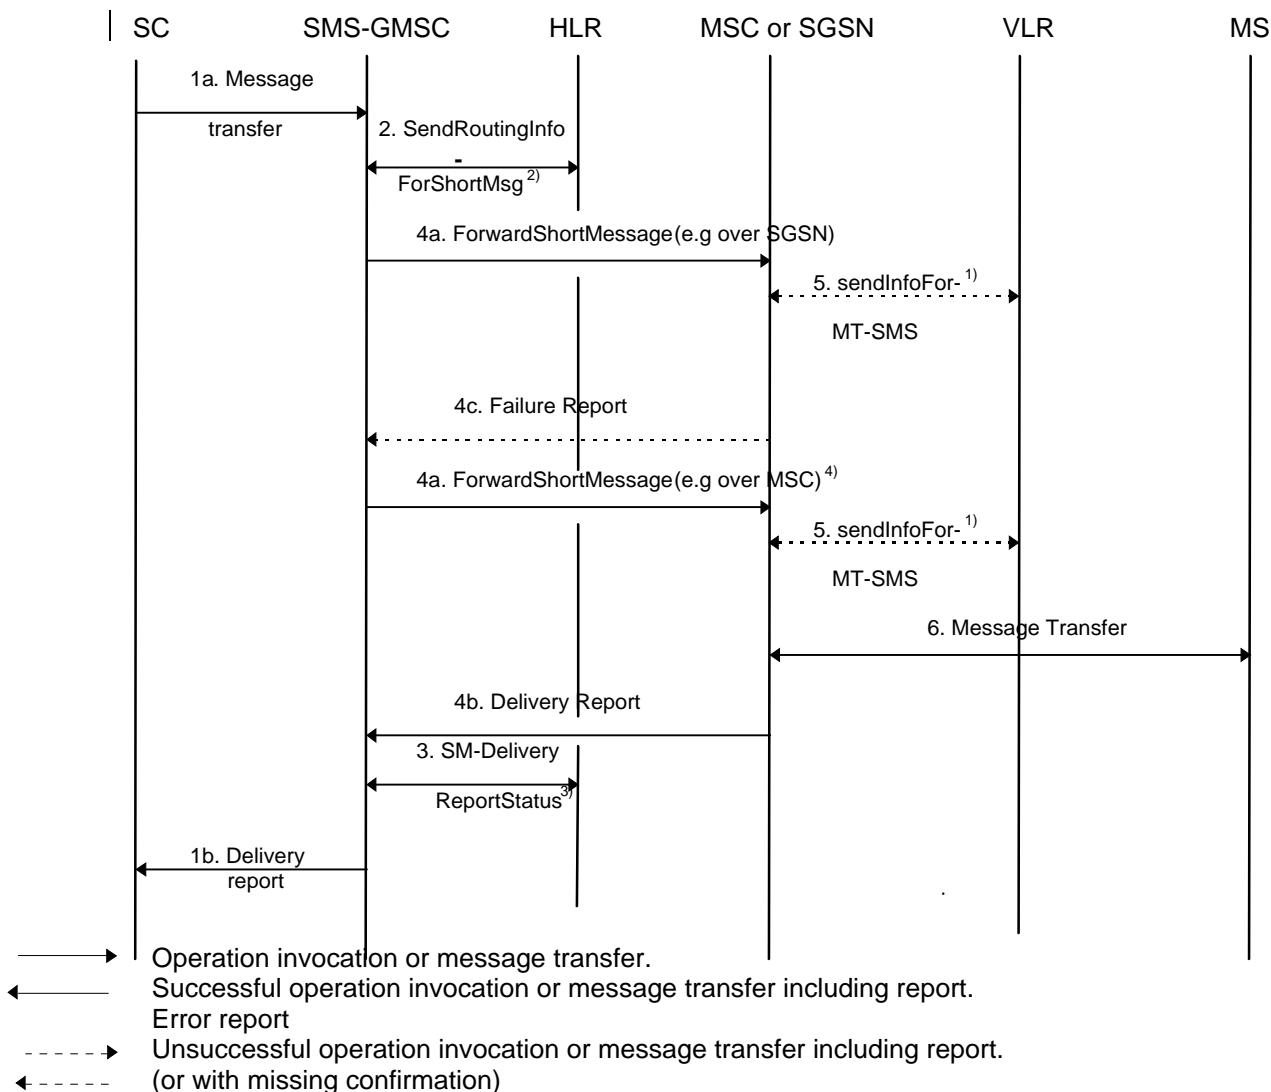 SC SMS-GMSC HLR MSC or SGSN VLR MS
1a. Message
transfer
2. SendRoutingInfo
-
ForShortMsg 2)
4a. ForwardShortMessage(e.g over SGSN)
5. sendInfoFor- 1)
MT-SMS
4c. Failure Report
4a. ForwardShortMessage(e.g over MSC) 4)
5. sendInfoFor- 1)
MT-SMS
6. Message Transfer
4b. Delivery Report
3. SM-Delivery
ReportStatus 3)
1b. Delivery
report
.
Operation invocation or message transfer.
Successful operation invocation or message transfer including report.
Error report
Unsuccessful operation invocation or message transfer including report.
(or with missing confirmation)